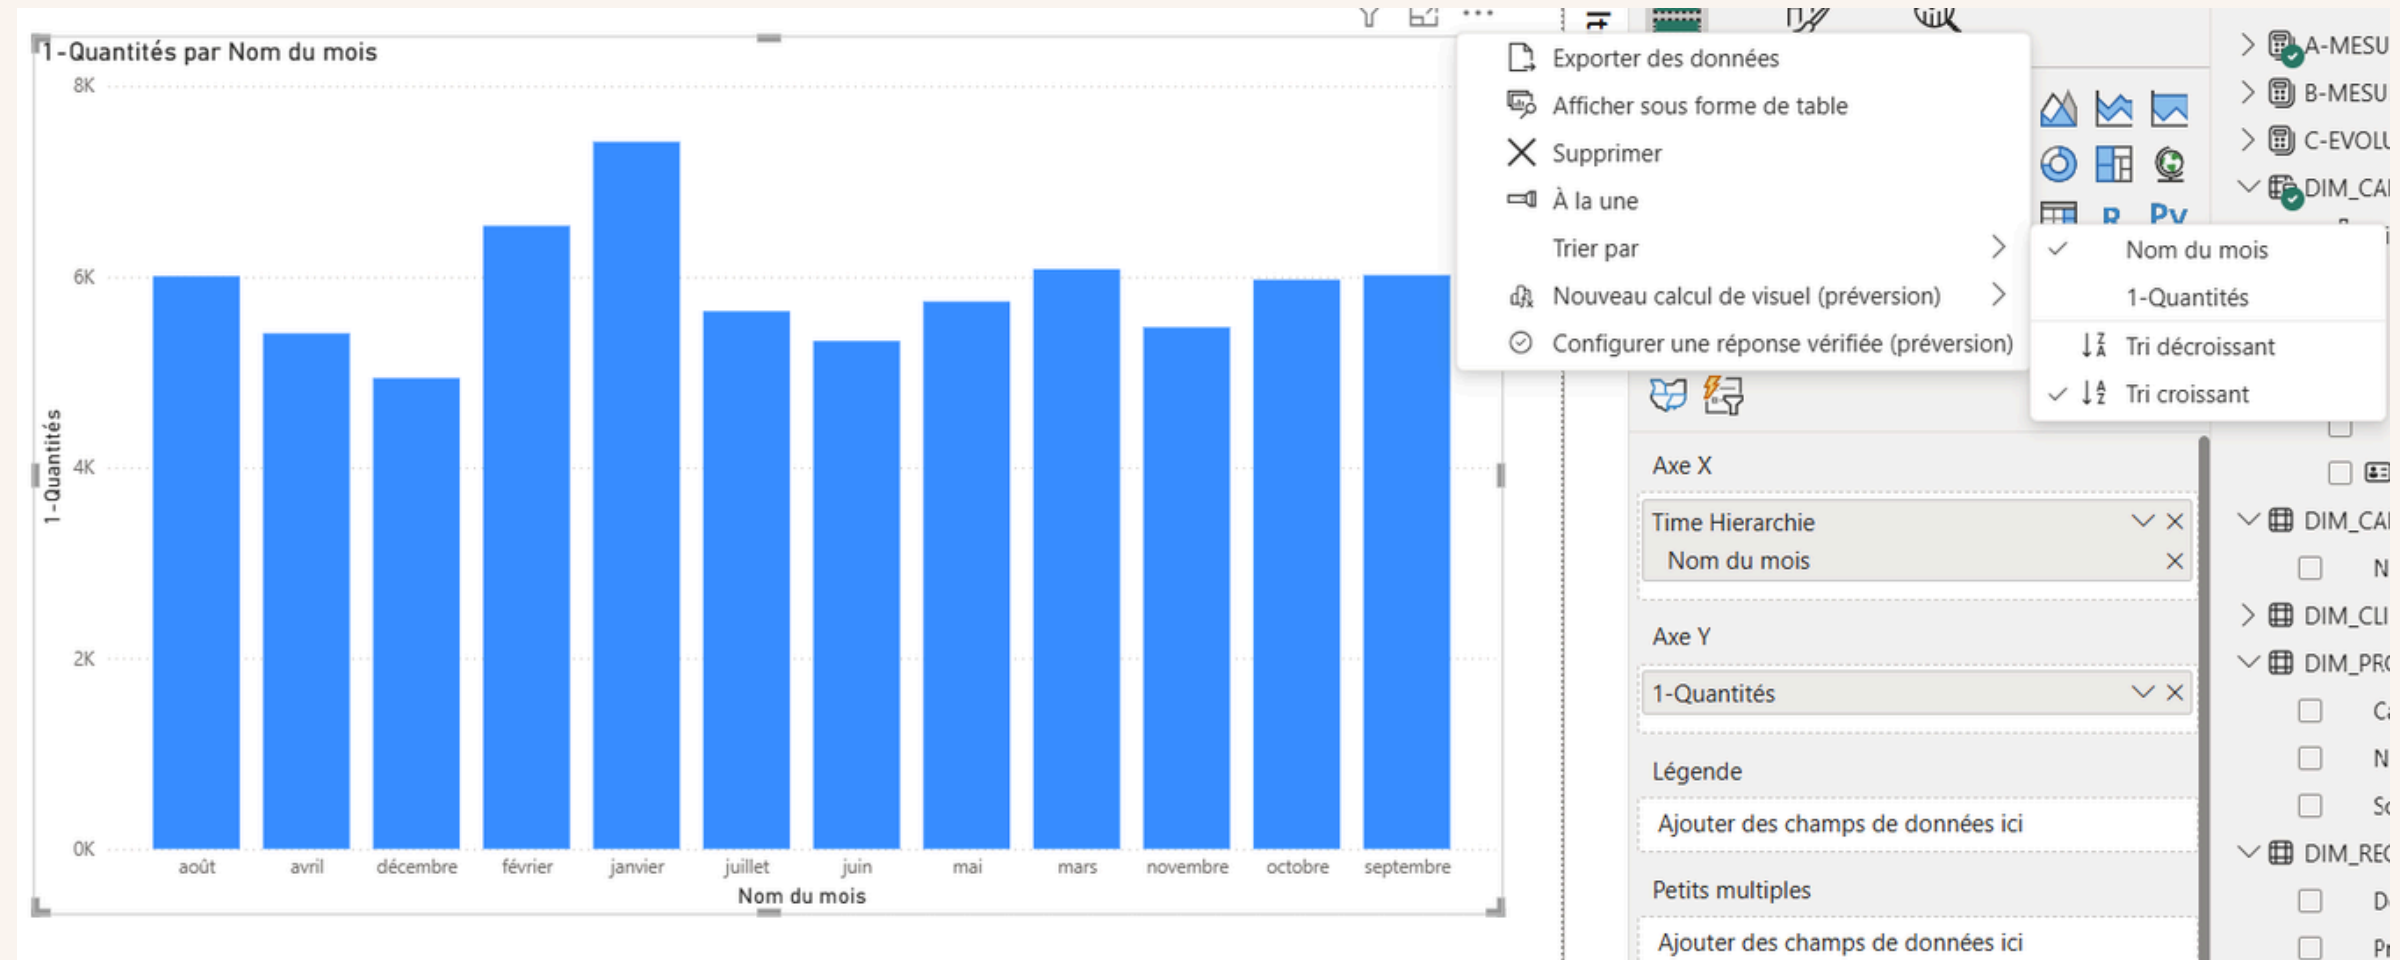 1-Quantités par Nom du mois
8K
6K
4K
2K
0K
1-Quantités
août avril décembre février janvier juillet juin mai mars novembre octobre septembre
Nom du mois
Exporter des données
Afficher sous forme de table
Supprimer
À la une
Trier par
Nouveau calcul de visuel (préversion)
Configurer une réponse vérifiée (préversion)
Nom du mois
1-Quantités
Tri décroissant
Tri croissant
R Py
Axe X
Time Hierarchie
Nom du mois
Axe Y
1-Quantités
Légende
Ajouter des champs de données ici
Petits multiples
Ajouter des champs de données ici
A-MESU
B-MESU
C-EVOLU
DIM_CA
DIM_CA
N
DIM_CLI
DIM_PR
N
DIM_REC
Pr